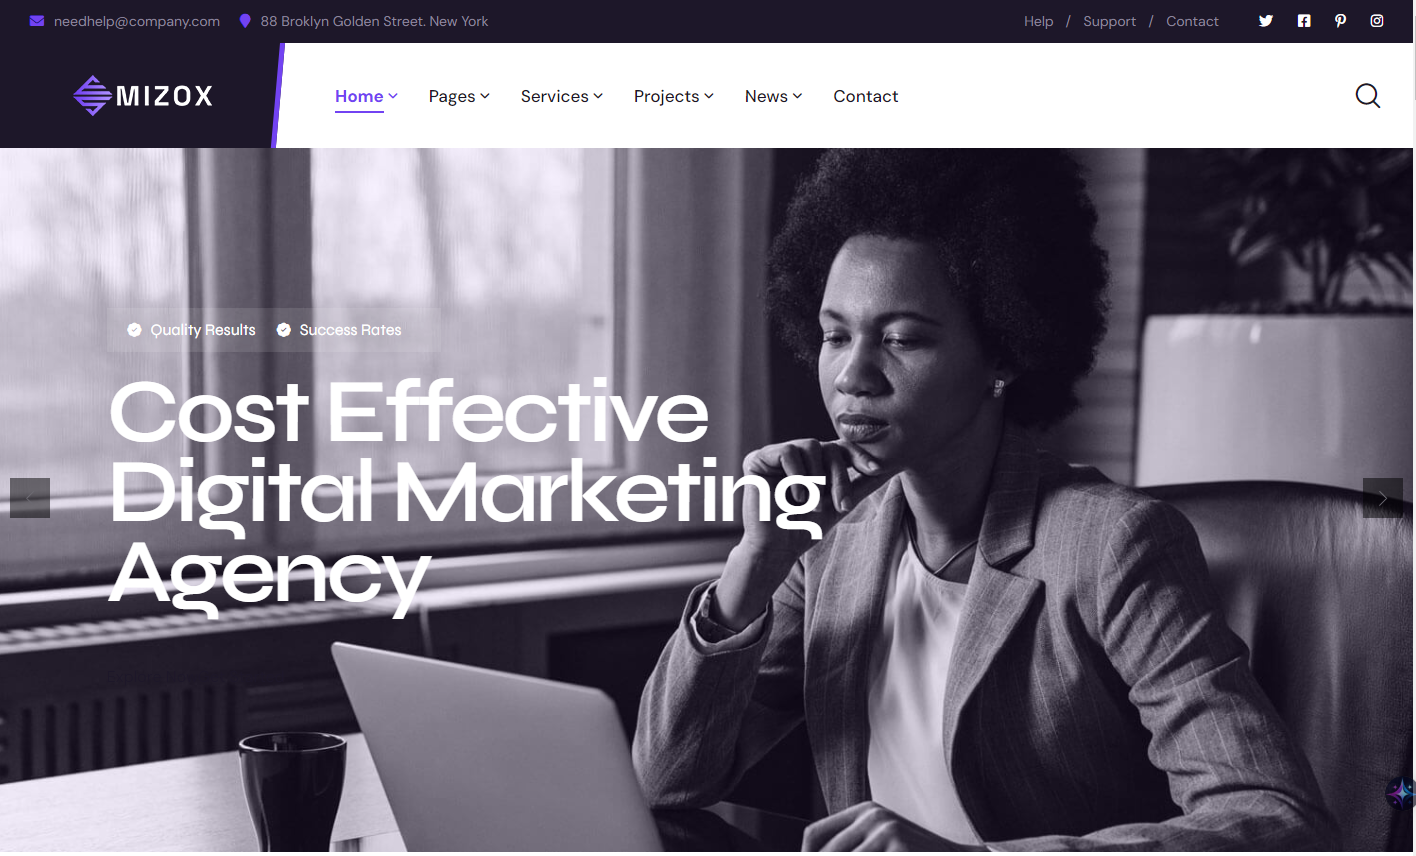 needhelp@company.com 88 Broklyn Golden Street. New York Help / Support / Contact
MIZOX Home Pages Services Projects News Contact
Quality Results Success Rates
Cost Effective
Digital Marketing
Agency